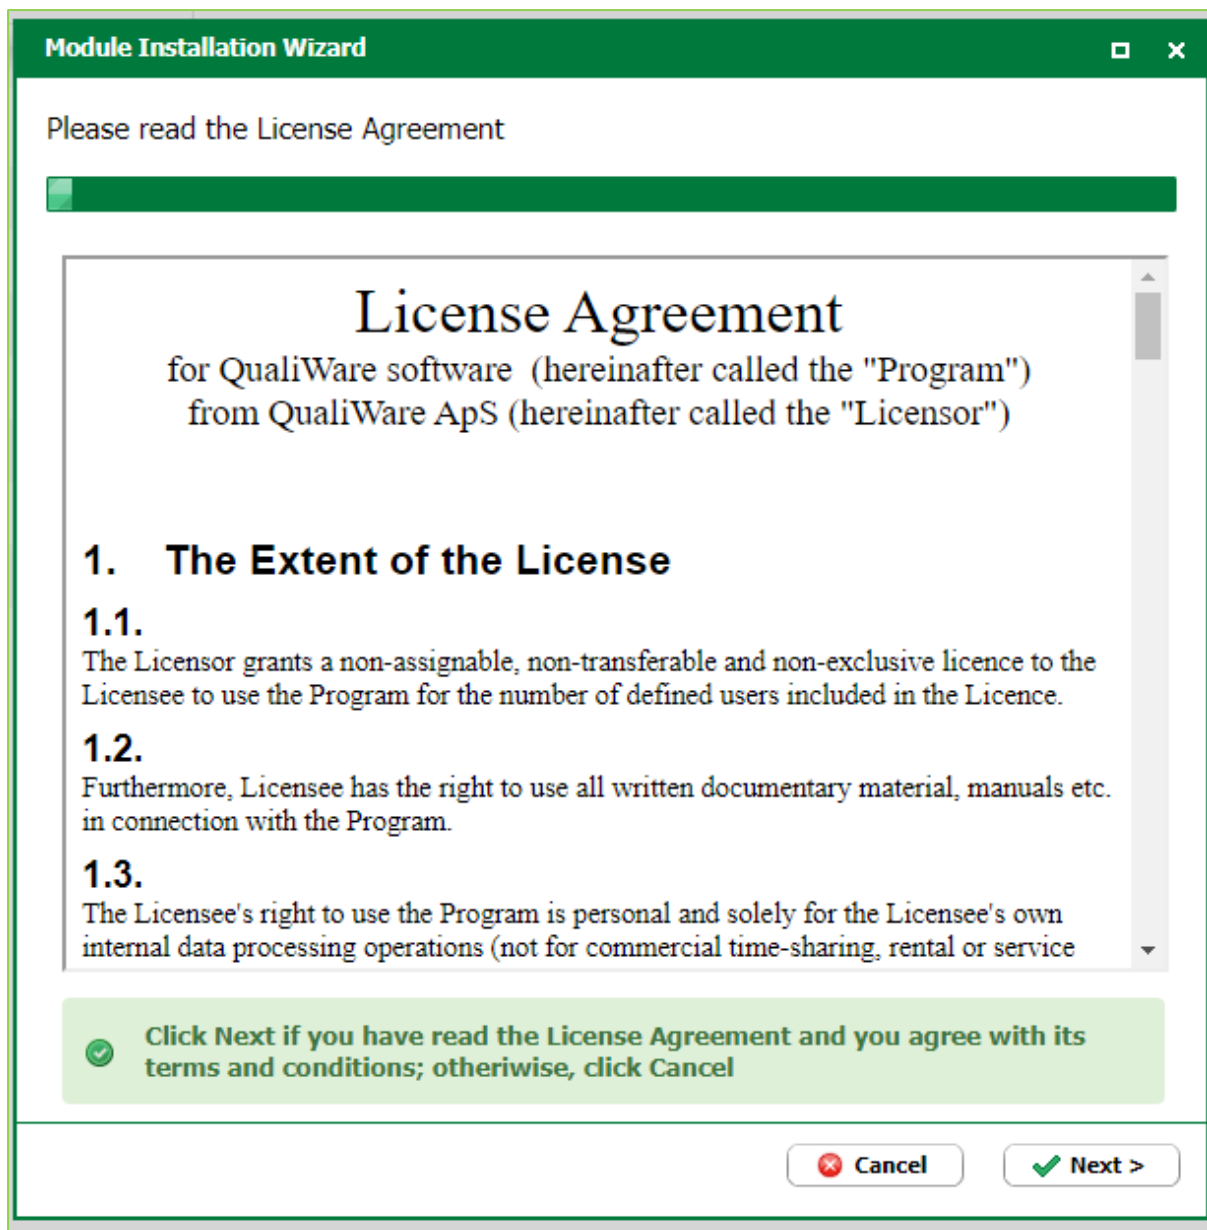 Module Installation Wizard
Please read the License Agreement
License Agreement
for QualiWare software  (hereinafter called the "Program")
from QualiWare ApS (hereinafter called the "Licensor")
1. The Extent of the License
1.1.
The Licensor grants a non-assignable, non-transferable and non-exclusive licence to the
Licensee to use the Program for the number of defined users included in the Licence.
1.2.
Furthermore, Licensee has the right to use all written documentary material, manuals etc.
in connection with the Program.
1.3.
The Licensee's right to use the Program is personal and solely for the Licensee's own
internal data processing operations (not for commercial time-sharing, rental or service
Click Next if you have read the License Agreement and you agree with its
terms and conditions; otheriwise, click Cancel
Cancel
Next >